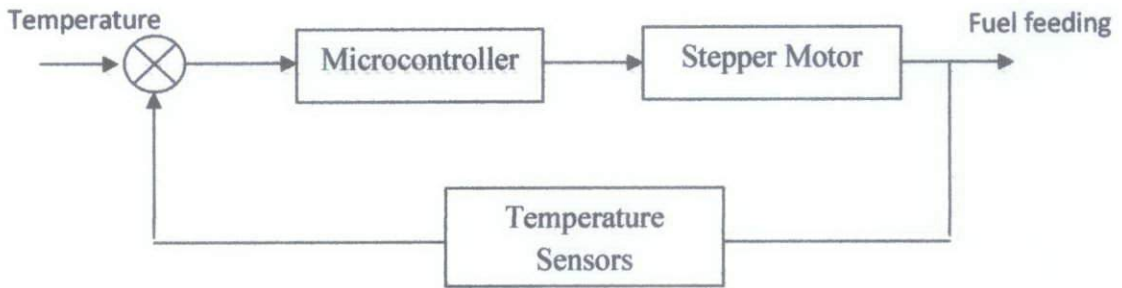 Temperature
Fuel feeding
Microcontroller
Stepper Motor
Temperature
Sensors